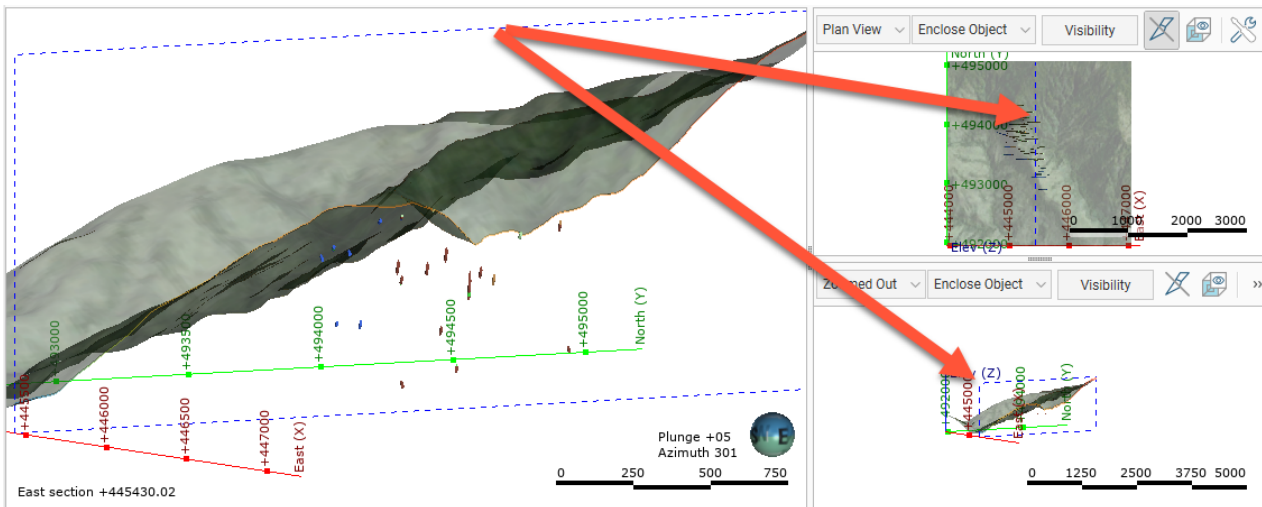 +493000
+493500
+494000
+494500
+495000
North (Y)
+445500
+446000
+446500
+447000
East (X)
Plunge +05
Azimuth 301
0 250 500 750
East section +445430.02
Plan View Enclose Object Visibility
North (Y)
+495000
+494000
+493000
+492000
+444000
+445000
+446000
+447000
East (X)
Elev (Z)
0 1000 2000 3000
Zoomed Out Enclose Object Visibility »
(Z)
+492000
+445000
North (Y)
0 1250 2500 3750 5000